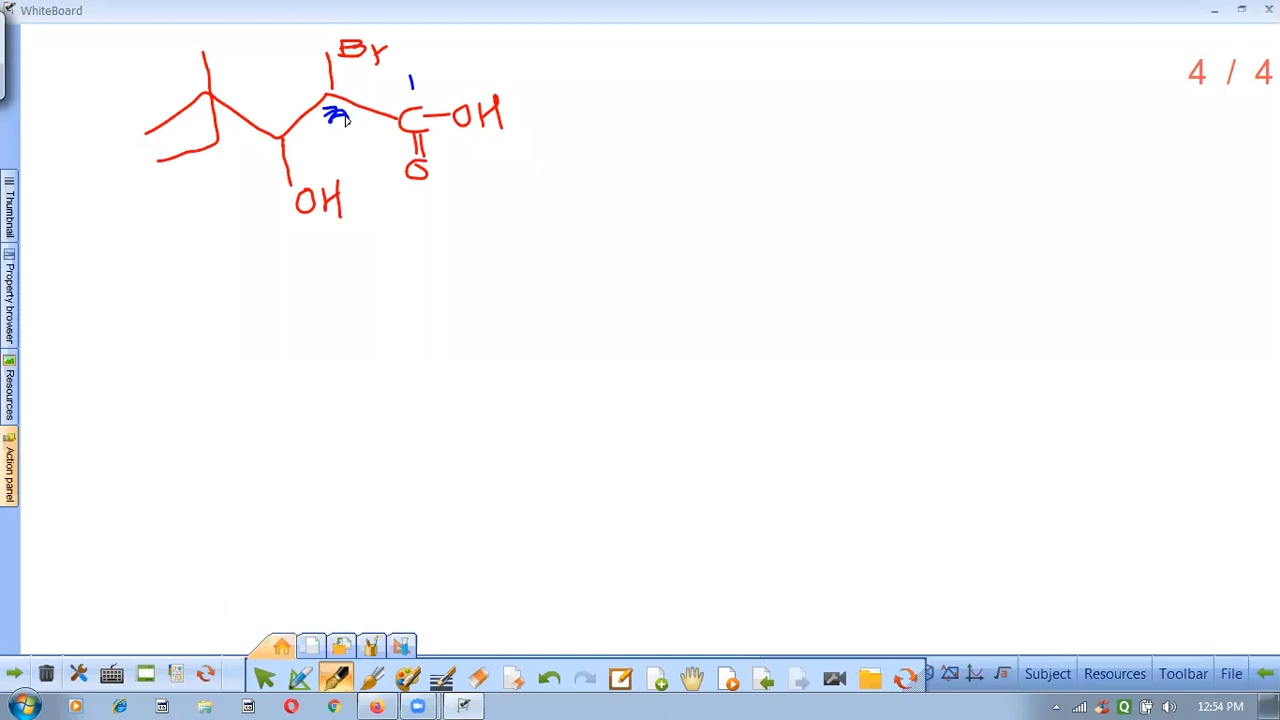 WhiteBoard
4 / 4
Br
1
C-OH
O
OH
Thumbnail
Property browser
Resources
Action panel
Subject
Resources
Toolbar
File
12:54 PM